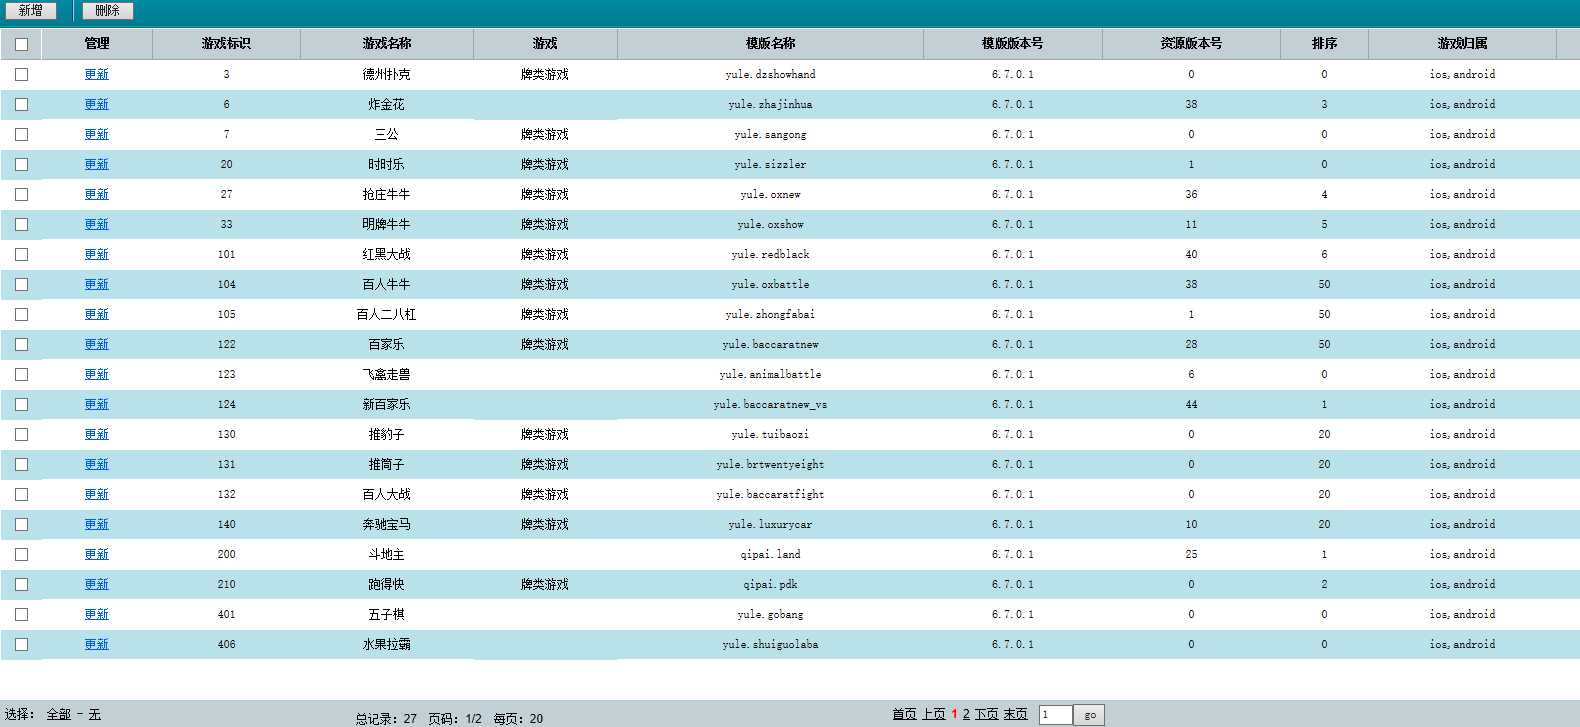 新增 删除
管理 游戏标识 游戏名称 游戏 模版名称 模版版本号 资源版本号 排序 游戏归属
更新 3 德州扑克 牌类游戏 yule.dzshowhand 6.7.0.1 0 0 ios,android
更新 6 炸金花 yule.zhajinhua 6.7.0.1 38 3 ios,android
更新 7 三公 牌类游戏 yule.sangong 6.7.0.1 0 0 ios,android
更新 20 时时乐 牌类游戏 yule.sizzler 6.7.0.1 1 0 ios,android
更新 27 抢庄牛牛 牌类游戏 yule.oxnew 6.7.0.1 36 4 ios,android
更新 33 明牌牛牛 牌类游戏 yule.oxshow 6.7.0.1 11 5 ios,android
更新 101 红黑大战 牌类游戏 yule.redblack 6.7.0.1 40 6 ios,android
更新 104 百人牛牛 牌类游戏 yule.oxbattle 6.7.0.1 38 50 ios,android
更新 105 百人二八杠 牌类游戏 yule.zhongfabai 6.7.0.1 1 50 ios,android
更新 122 百家乐 牌类游戏 yule.baccaratnew 6.7.0.1 28 50 ios,android
更新 123 飞禽走兽 yule.animalbattle 6.7.0.1 6 0 ios,android
更新 124 新百家乐 yule.baccaratnew_vs 6.7.0.1 44 1 ios,android
更新 130 推豹子 牌类游戏 yule.tuibaozi 6.7.0.1 0 20 ios,android
更新 131 推筒子 牌类游戏 yule.brtwentyeight 6.7.0.1 0 20 ios,android
更新 132 百人大战 牌类游戏 yule.baccaratfight 6.7.0.1 0 20 ios,android
更新 140 奔驰宝马 牌类游戏 yule.luxurycar 6.7.0.1 10 20 ios,android
更新 200 斗地主 qipai.land 6.7.0.1 25 1 ios,android
更新 210 跑得快 牌类游戏 qipai.pdk 6.7.0.1 0 2 ios,android
更新 401 五子棋 yule.gobang 6.7.0.1 0 0 ios,android
更新 406 水果拉霸 yule.shuiguolaba 6.7.0.1 0 0 ios,android
选择: 全部 - 无 总记录: 27 页码: 1/2 每页: 20 首页 上页 1 2 下页 末页 1 go